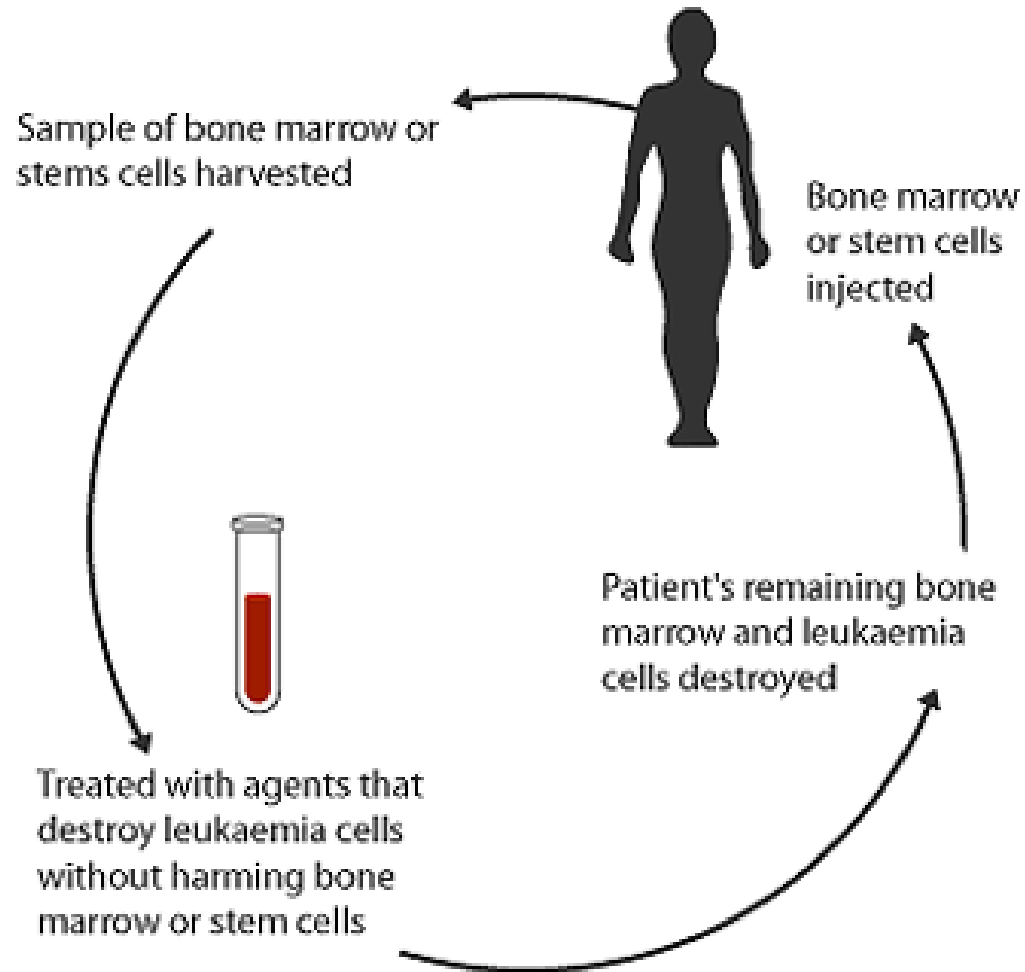 Sample of bone marrow or
stems cells harvested
Treated with agents that
destroy leukaemia cells
without harming bone
marrow or stem cells
Patient's remaining bone
marrow and leukaemia
cells destroyed
Bone marrow
or stem cells
injected